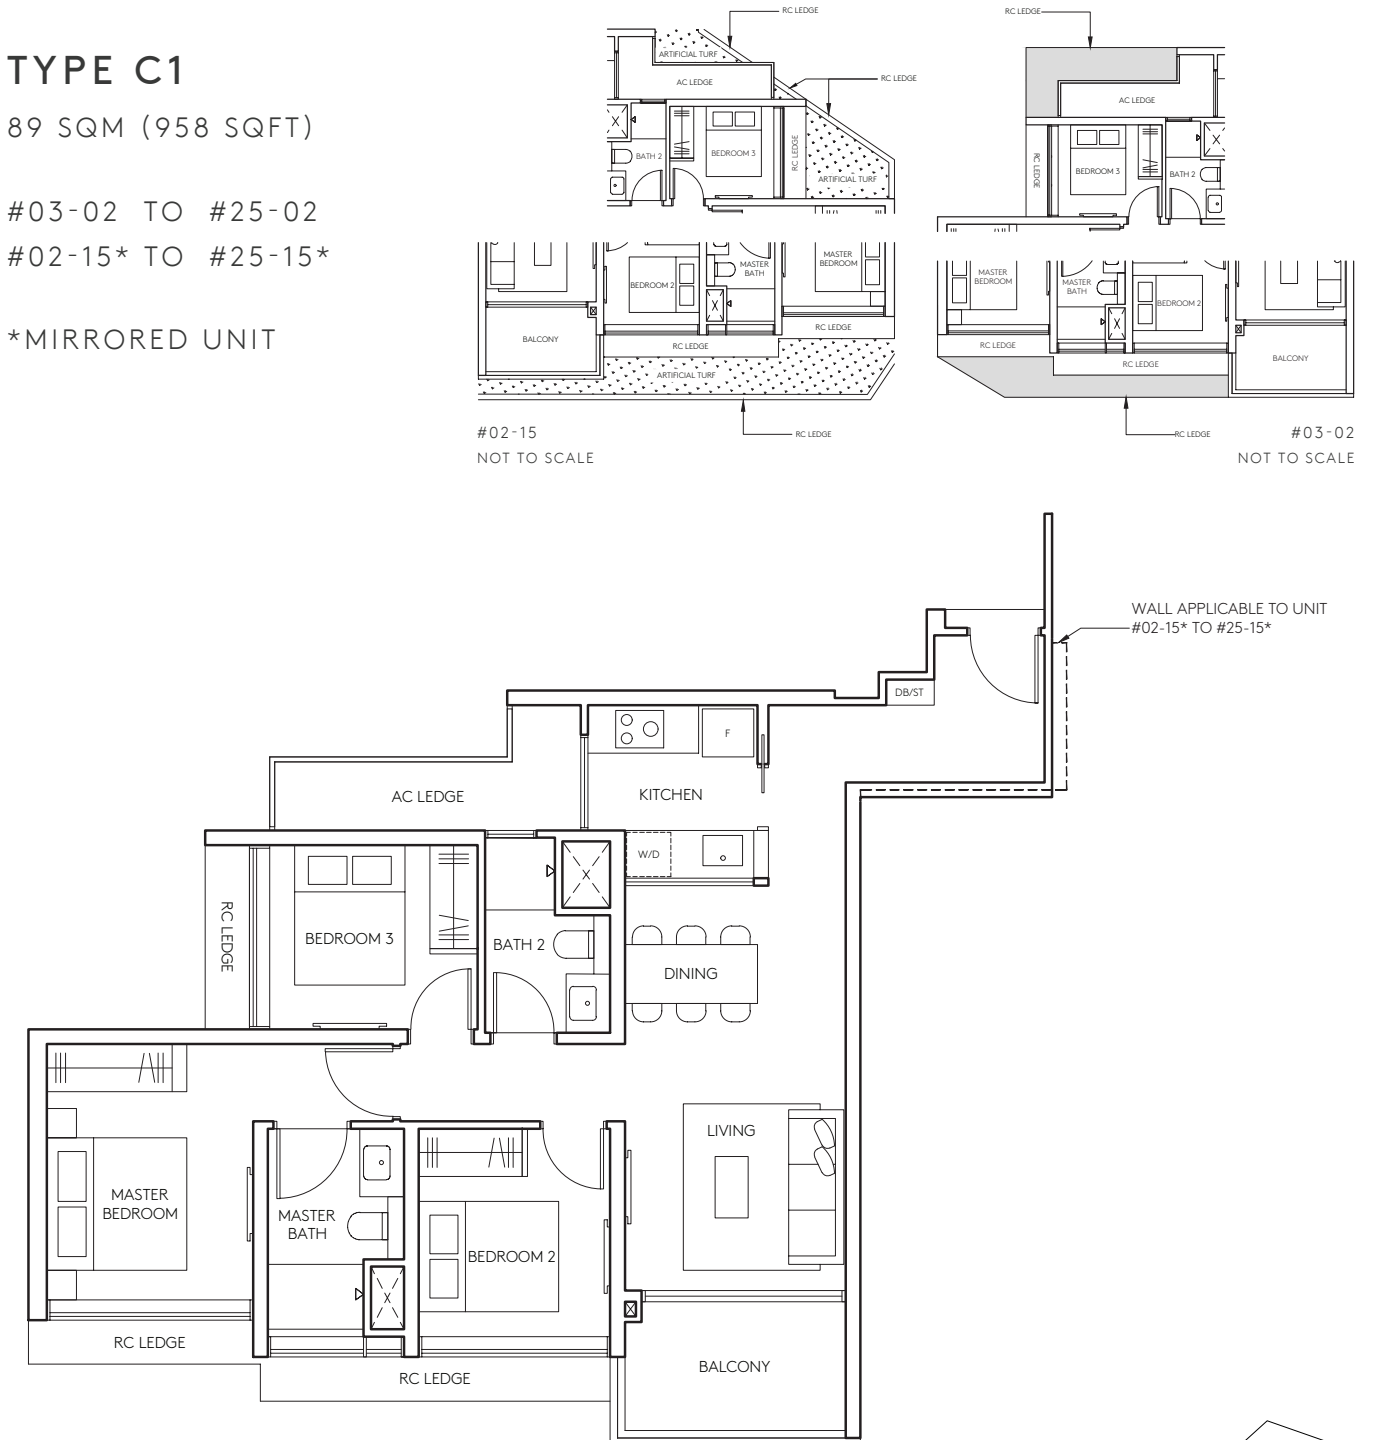 TYPE C1
89 SQM (958 SQFT)
#03-02 TO #25-02
#02-15* TO #25-15*
*MIRRORED UNIT
RC LEDGE
ARTIFICIAL TURF
AC LEDGE
RC LEDGE
BATH 2
BEDROOM 3
RC LEDGE
ARTIFICIAL TURF
MASTER
BEDROOM
MASTER
BATH
BEDROOM 2
RC LEDGE
BALCONY
RC LEDGE
ARTIFICIAL TURF
RC LEDGE
#02-15
NOT TO SCALE
RC LEDGE
AC LEDGE
RC LEDGE
BEDROOM 3
BATH 2
MASTER
BEDROOM
MASTER
BATH
BEDROOM 2
RC LEDGE
BALCONY
RC LEDGE
RC LEDGE
#03-02
NOT TO SCALE
WALL APPLICABLE TO UNIT
#02-15* TO #25-15*
DB/ST
F
KITCHEN
AC LEDGE
W/D
RC LEDGE
BEDROOM 3
BATH 2
DINING
LIVING
MASTER
BEDROOM
MASTER
BATH
BEDROOM 2
RC LEDGE
BALCONY
RC LEDGE